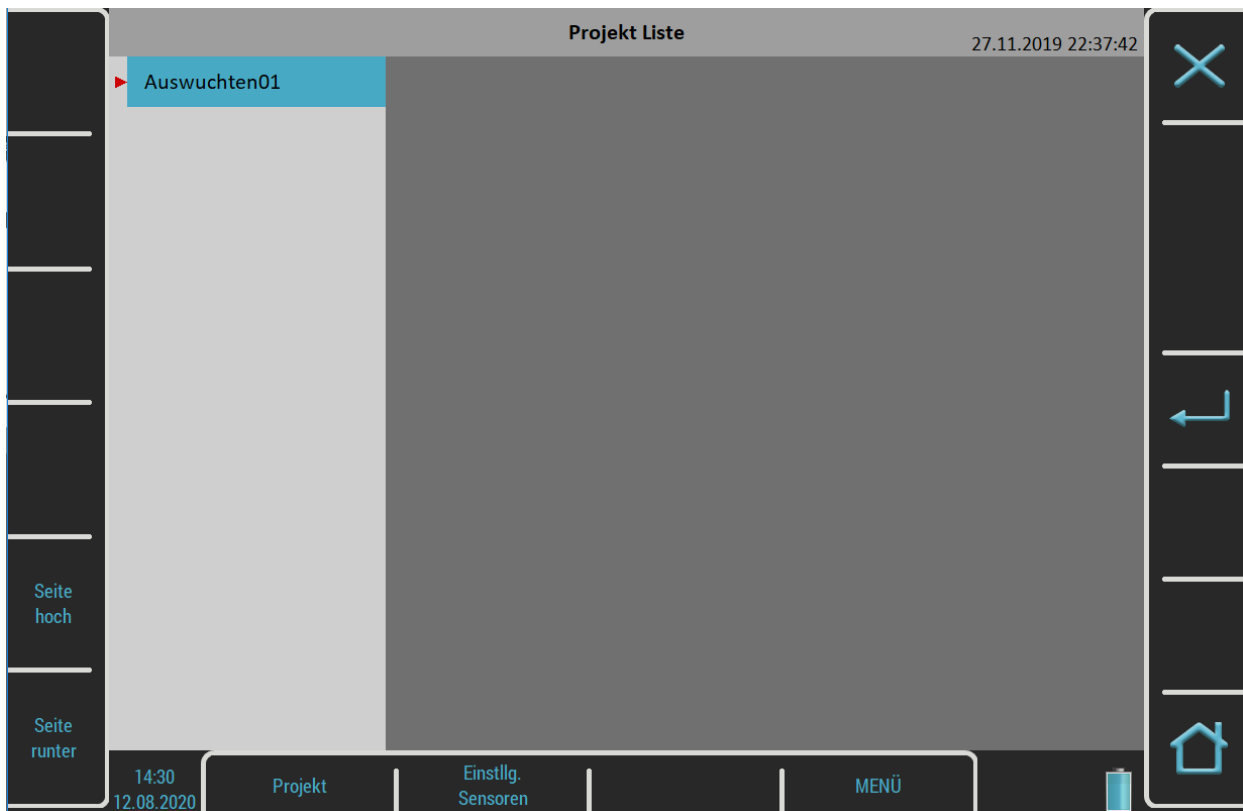 Projekt Liste
27.11.2019 22:37:42
Auswuchten01
Seite
hoch
Seite
runter
14:30
12.08.2020
Projekt
Einstllg.
Sensoren
MENÜ